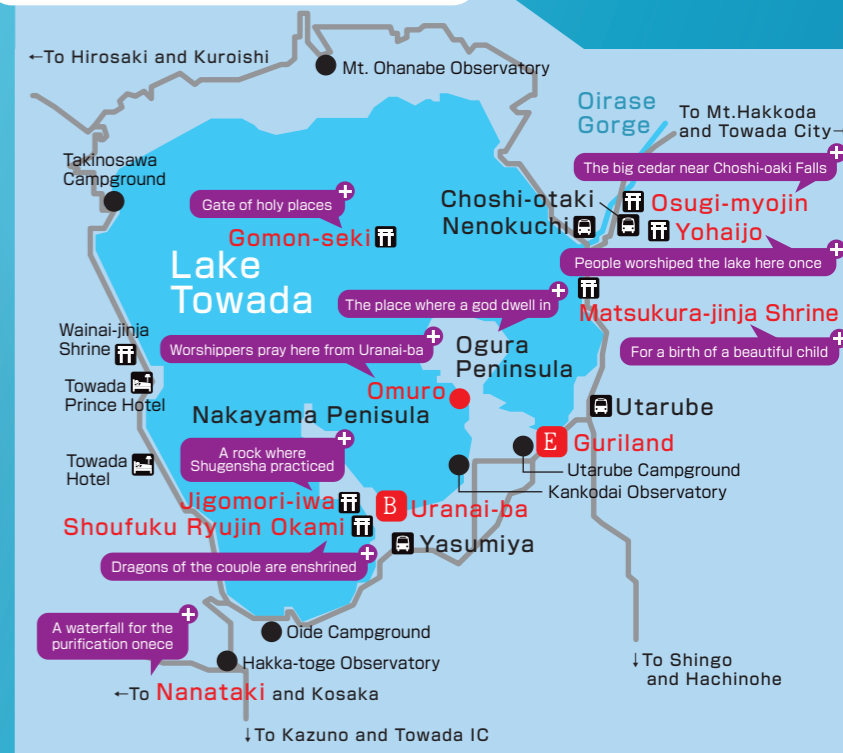 ←To Hirosaki and Kuroishi
Mt. Ohanabe Observatory
Oirase
Gorge
To Mt.Hakkoda
and Towada City→
The big cedar near Choshi-oaki Falls
Takinosawa
Campground
Gate of holy places
Gomon-seki
Choshi-otaki
Nenokuchi
Osugi-myojin
Yohaijo
People worshiped the lake here once
Lake
Towada
The place where a god dwell in
Matsukura-jinja Shrine
For a birth of a beautiful child
Wainai-jinja
Shrine
Worshippers pray here from Uranai-ba
Ogura
Peninsula
Towada
Prince Hotel
Omuro
Nakayama Penisula
Utarube
E Guriland
A rock where
Shugensha practiced
Towada
Hotel
Utarube Campground
Kankodai Observatory
Jigomori-iwa
B Uranai-ba
Shoufuku Ryujin Okami
Yasumiya
Dragons of the couple are enshrined
A waterfall for the
purification onece
Oide Campground
Hakka-toge Observatory
↓To Shingo
and Hachinohe
←To Nanataki and Kosaka
↓To Kazuno and Towada IC